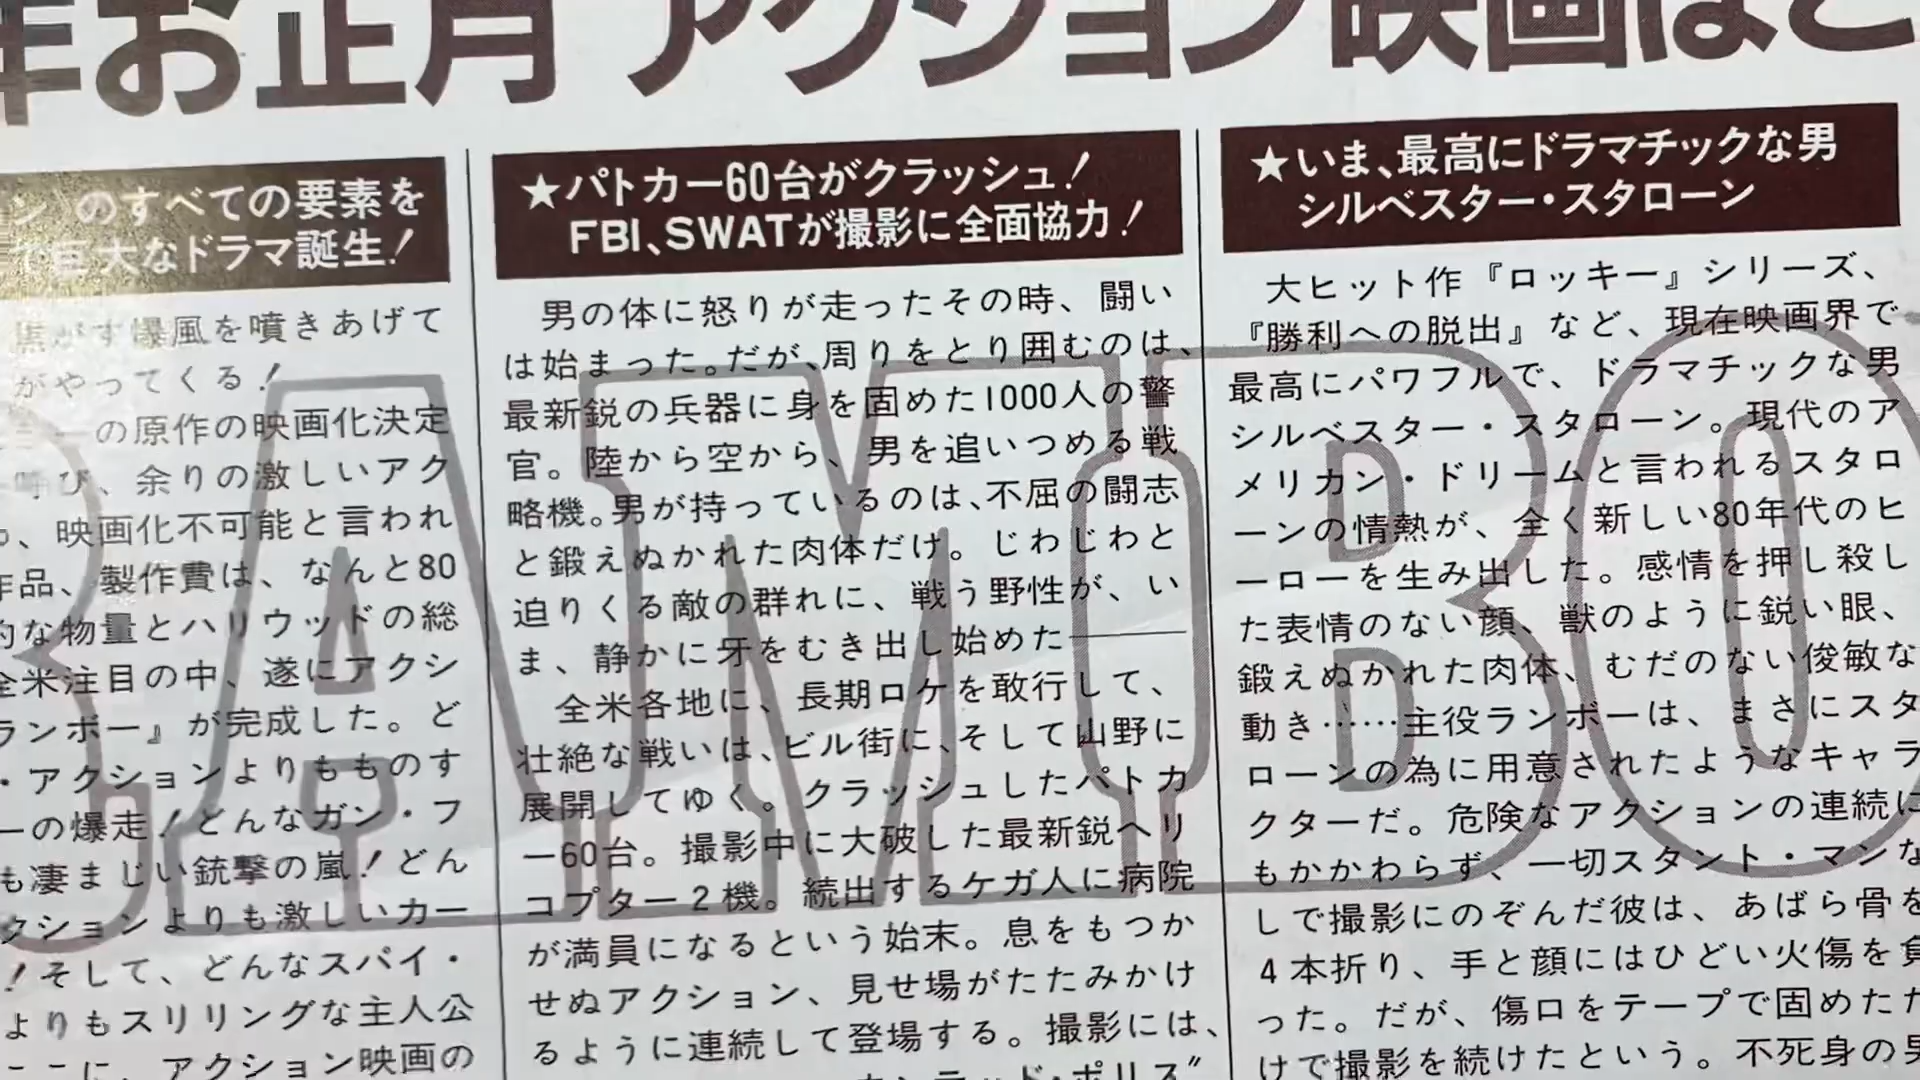 年お正月 アクション映画はこ
のすべての要素を
で巨大なドラマ誕生!
焦がす爆風を噴きあげて
がやってくる!
の原作の映画化決定
呼び、余りの激しいアク
、映画化不可能と言われ
作品、製作費は、なんと80
的な物量とハリウッドの総
全米注目の中、遂にアクシ
ランボー』が完成した。ど
・アクションよりもものす
ーの爆走!どんなガン・フ
も凄まじい銃撃の嵐!どん
クションよりも激しいカー
!そして、どんなスパイ・
よりもスリリングな主人公
ここに、アクション映画の
★パトカー60台がクラッシュ!
FBI、SWATが撮影に全面協力!
男の体に怒りが走ったその時、闘い
は始まった。だが、周りをとり囲むのは、
最新鋭の兵器に身を固めた1000人の警
官。陸から空から、男を追いつめる戦
略機。男が持っているのは、不屈の闘志
と鍛えぬかれた肉体だけ。じわじわと
迫りくる敵の群れに、戦う野性が、い
ま、静かに牙をむき出し始めた――
全米各地に、長期ロケを敢行して、
壮絶な戦いは、ビル街に、そして山野に
展開してゆく。クラッシュしたパトカ
ー60台。撮影中に大破した最新鋭ヘリ
コプター2機。続出するケガ人に病院
が満員になるという始末。息をもつか
せぬアクション、見せ場がたたみかけ
るように連続して登場する。撮影には、
ド・ポリス〟
★いま、最高にドラマチックな男
シルベスター・スタローン
大ヒット作『ロッキー』シリーズ、
『勝利への脱出』など、現在映画界で
最高にパワフルで、ドラマチックな男
シルベスター・スタローン。現代のア
メリカン・ドリームと言われるスタロ
ーンの情熱が、全く新しい80年代のヒ
ーローを生み出した。感情を押し殺し
た表情のない顔、獣のように鋭い眼、
鍛えぬかれた肉体、むだのない俊敏な
動き……主役ランボーは、まさにスタ
ローンの為に用意されたようなキャラ
クターだ。危険なアクションの連続に
もかかわらず、一切スタント・マンな
しで撮影にのぞんだ彼は、あばら骨を
4本折り、手と顔にはひどい火傷を負
った。だが、傷口をテープで固めただ
けで撮影を続けたという。不死身の男
RAMBO